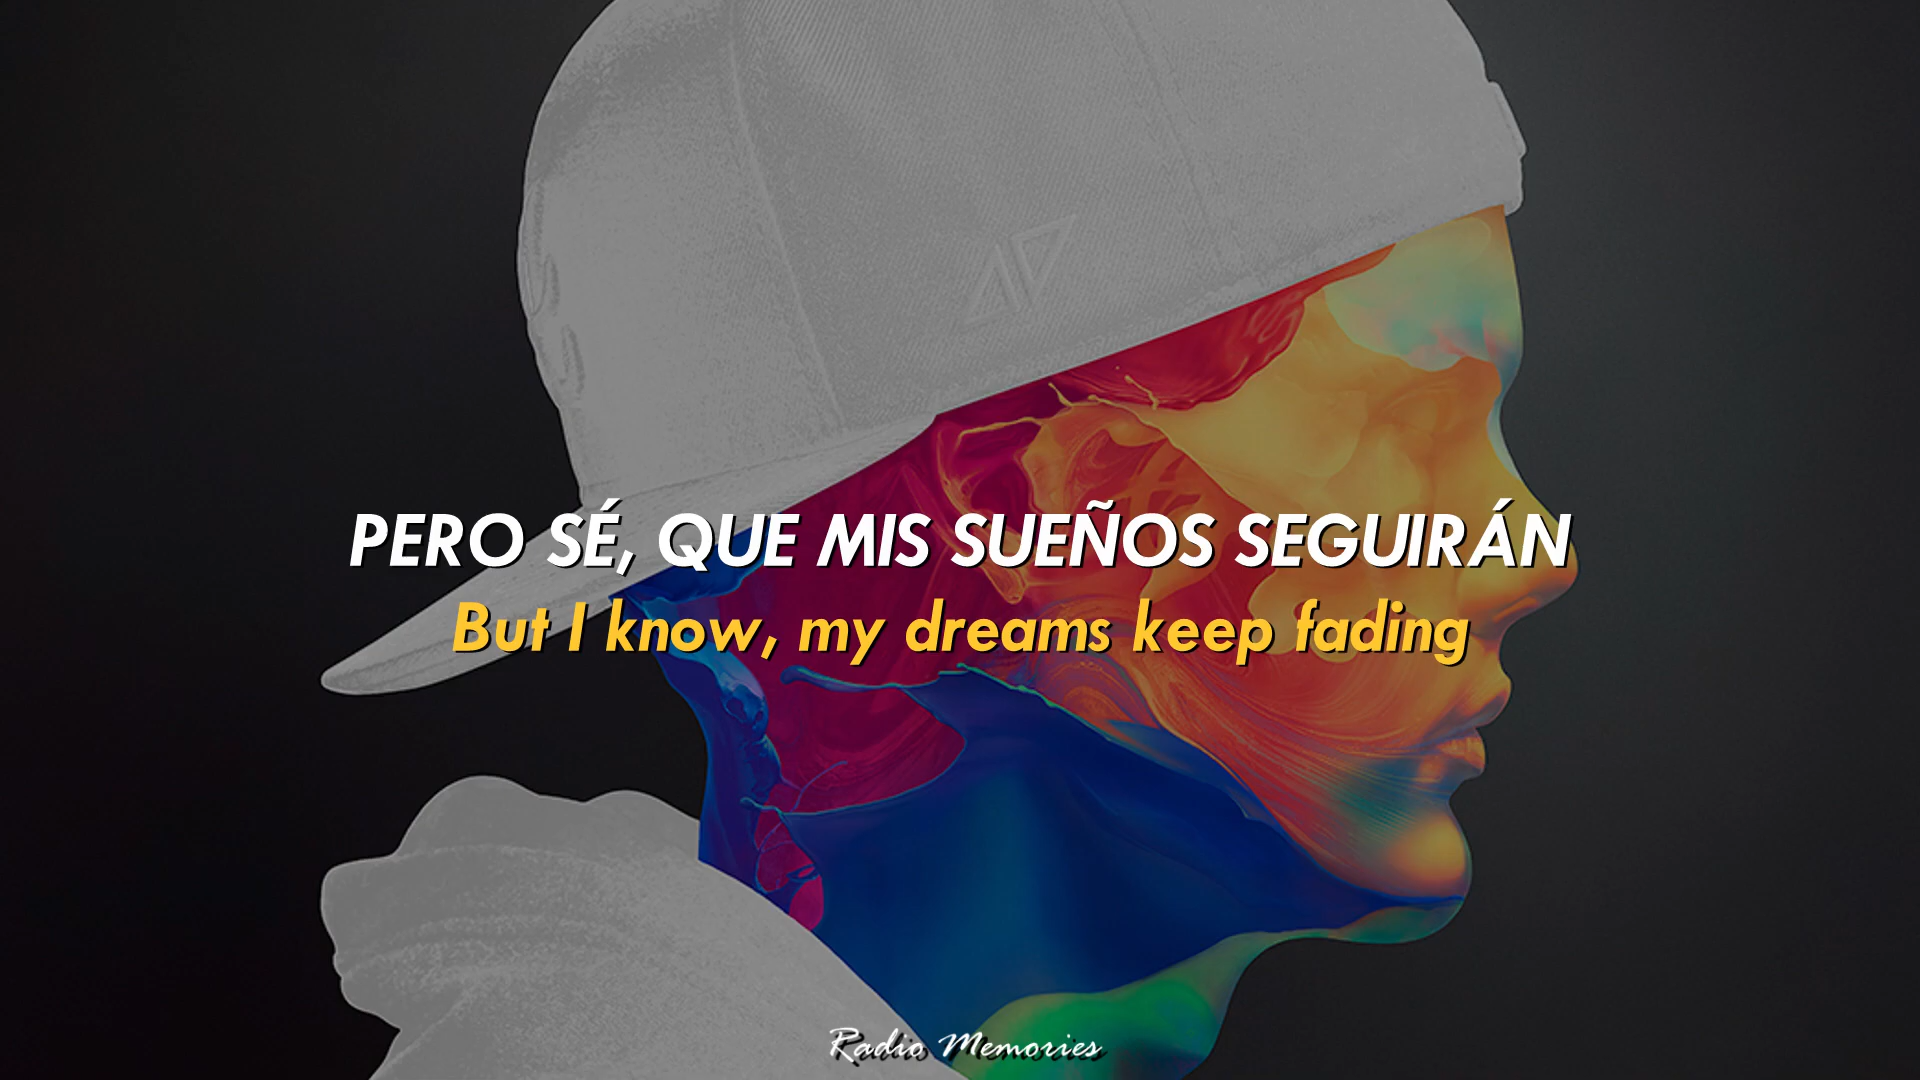 PERO SÉ, QUE MIS SUEÑOS SEGUIRÁN
But I know, my dreams keep fading
Radio Memories